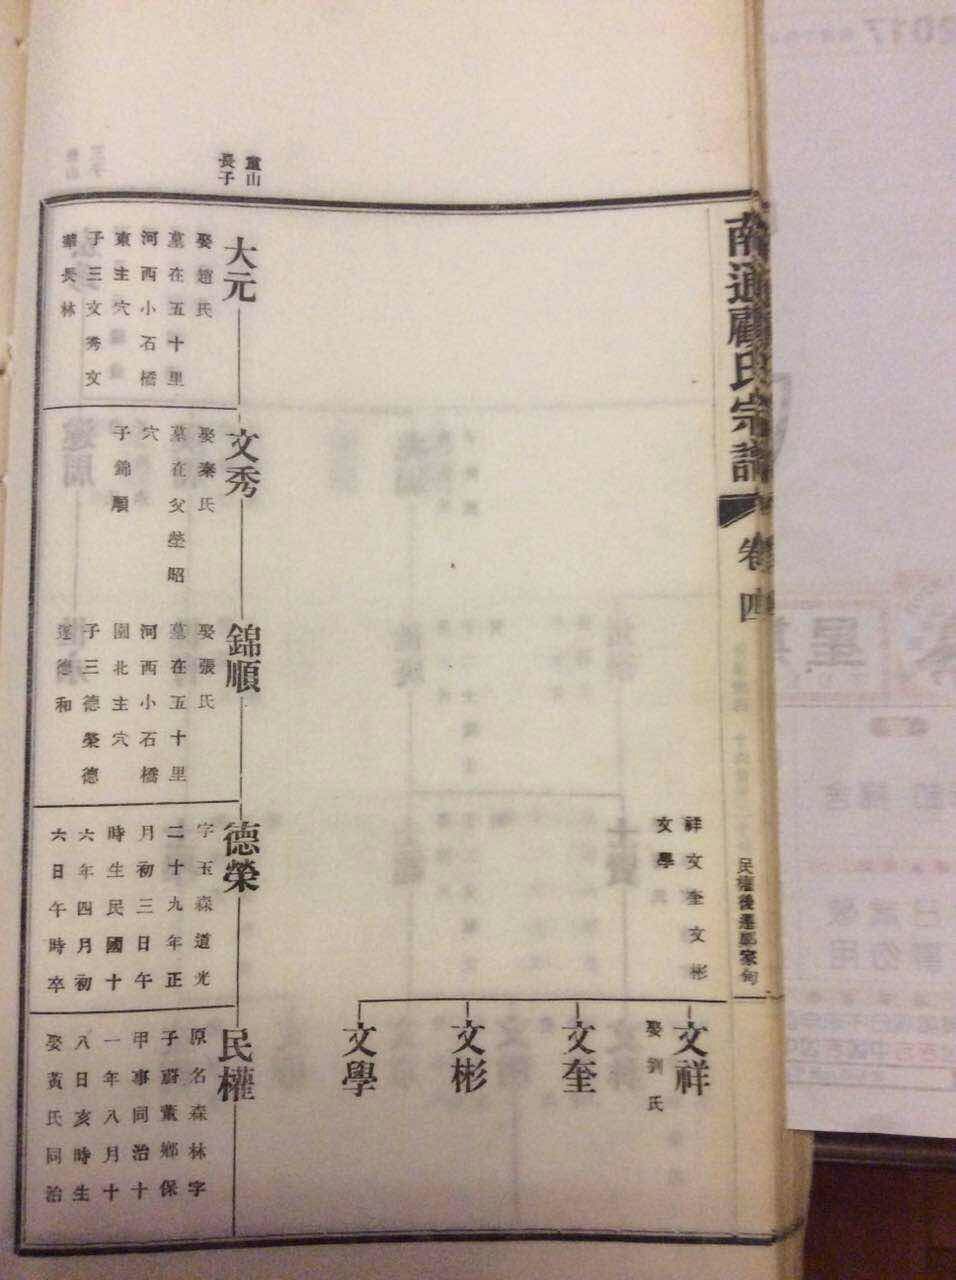 南通顧氏宗譜
卷四
民權後遷鄔家甸
祥文奎文彬
文學
文祥
娶劉氏
文奎
文彬
文學
董山
長子
大元
娶趙氏
墓在五十里
河西小石橋
東主穴
子三文秀文
華長林
文秀
娶秦氏
墓在父塋昭
穴
子錦順
錦順
娶張氏
墓在五十里
河西小石橋
園北主穴
子三德榮德
遂德和
德榮
字玉森道光
二十九年正
月初三日午
時生民國十
六年四月初
六日午時卒
民權
原名森林字
子蔚董鄉保
甲事同治十
一年八月十
八日亥時生
娶黃氏同治